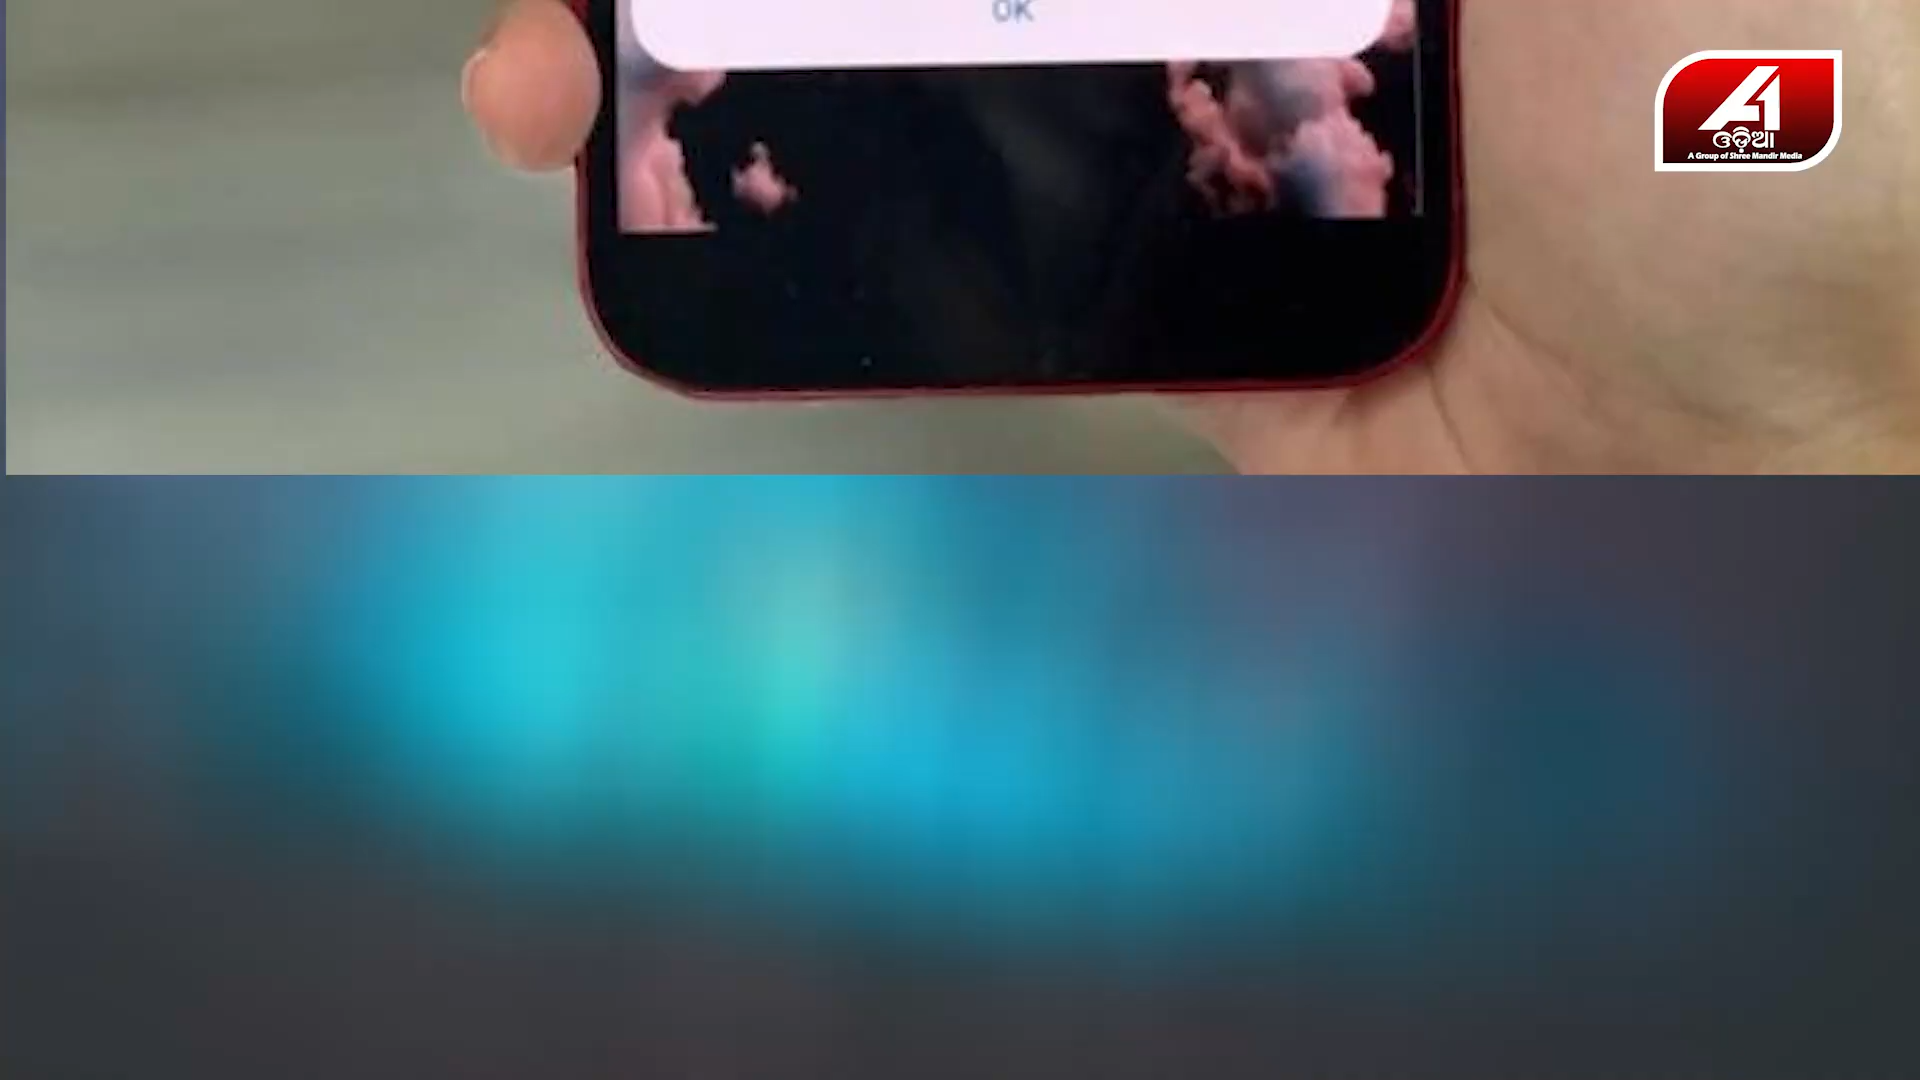 OK
A1
ଓଡ଼ିଆ
A Group of Shree Mandir Media